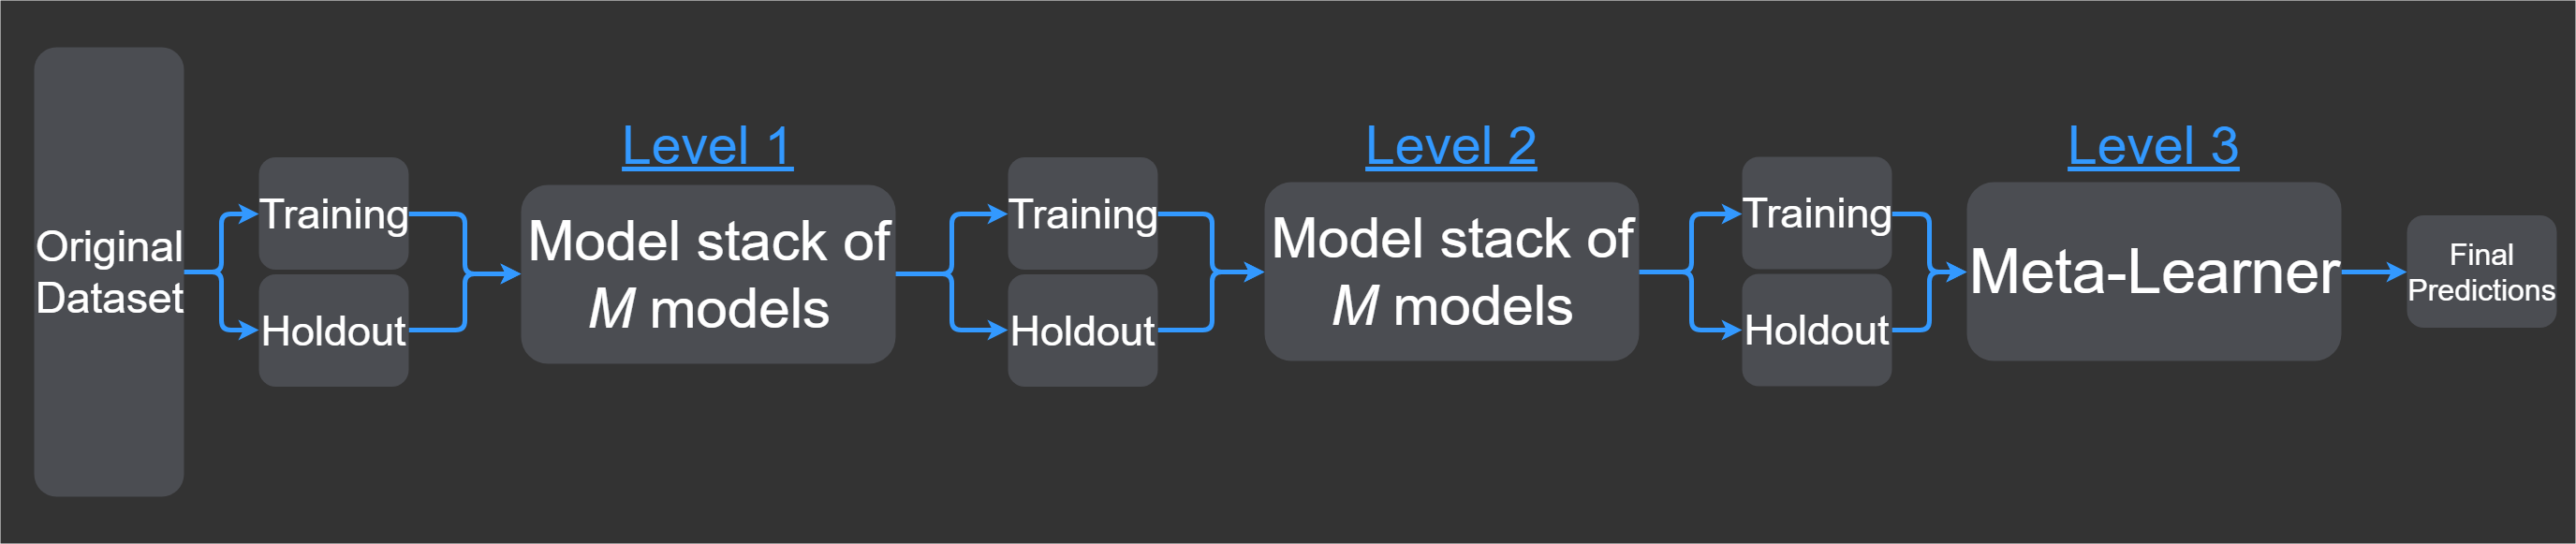 Original
Dataset
Training
Holdout
Level 1
Model stack of
M models
Training
Holdout
Level 2
Model stack of
M models
Training
Holdout
Level 3
Meta-Learner
Final
Predictions